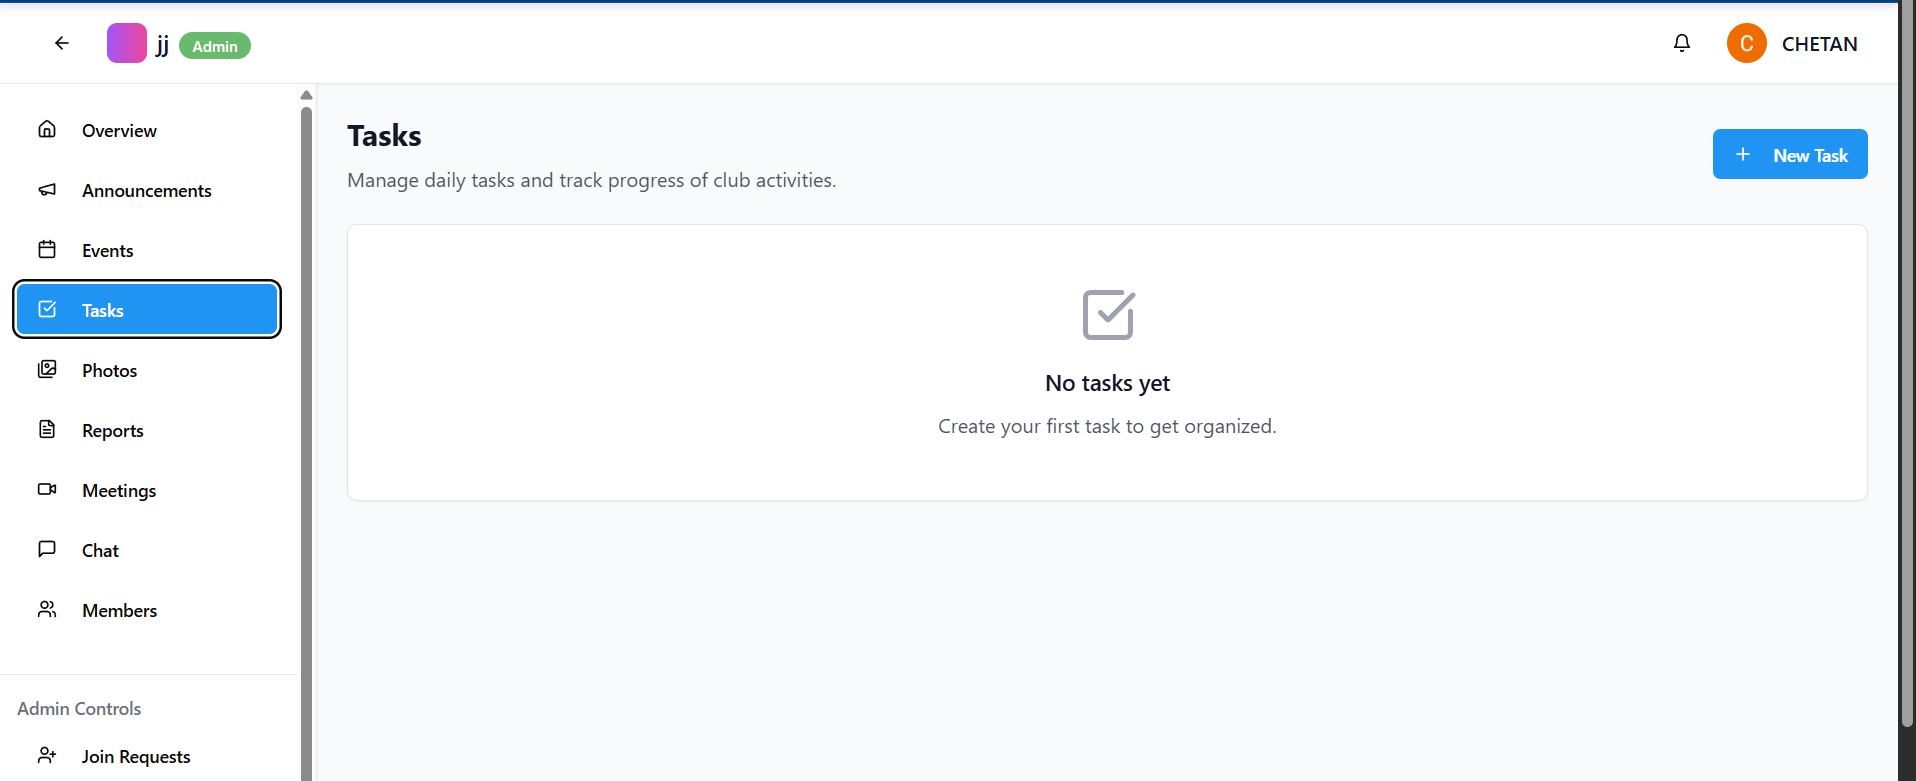 jj
Admin
C
CHETAN
Overview
Announcements
Events
Tasks
Photos
Reports
Meetings
Chat
Members
Admin Controls
Join Requests
Tasks
Manage daily tasks and track progress of club activities.
New Task
No tasks yet
Create your first task to get organized.